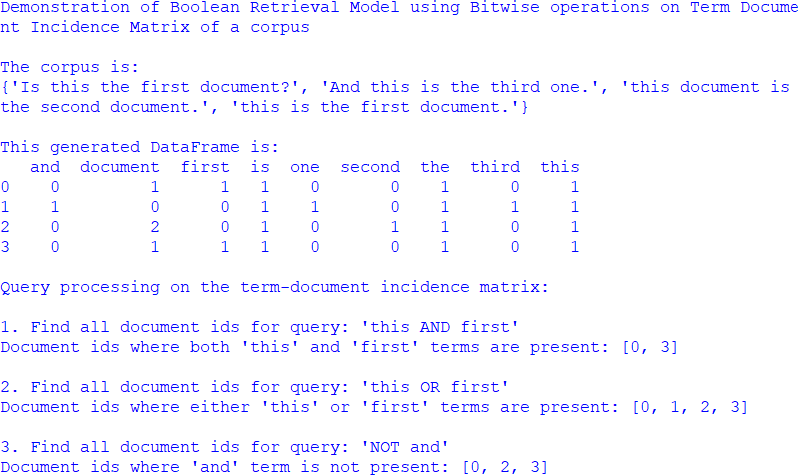 Demonstration of Boolean Retrieval Model using Bitwise operations on Term Docume
nt Incidence Matrix of a corpus

The corpus is:
{'Is this the first document?', 'And this is the third one.', 'this document is
the second document.', 'this is the first document.'}

This generated DataFrame is:
   and  document  first  is  one  second  the  third  this
0    0         1      1   1    0       0    1      0     1
1    1         0      0   1    1       0    1      1     1
2    0         2      0   1    0       1    1      0     1
3    0         1      1   1    0       0    1      0     1

Query processing on the term-document incidence matrix:

1. Find all document ids for query: 'this AND first'
Document ids where both 'this' and 'first' terms are present: [0, 3]

2. Find all document ids for query: 'this OR first'
Document ids where either 'this' or 'first' terms are present: [0, 1, 2, 3]

3. Find all document ids for query: 'NOT and'
Document ids where 'and' term is not present: [0, 2, 3]